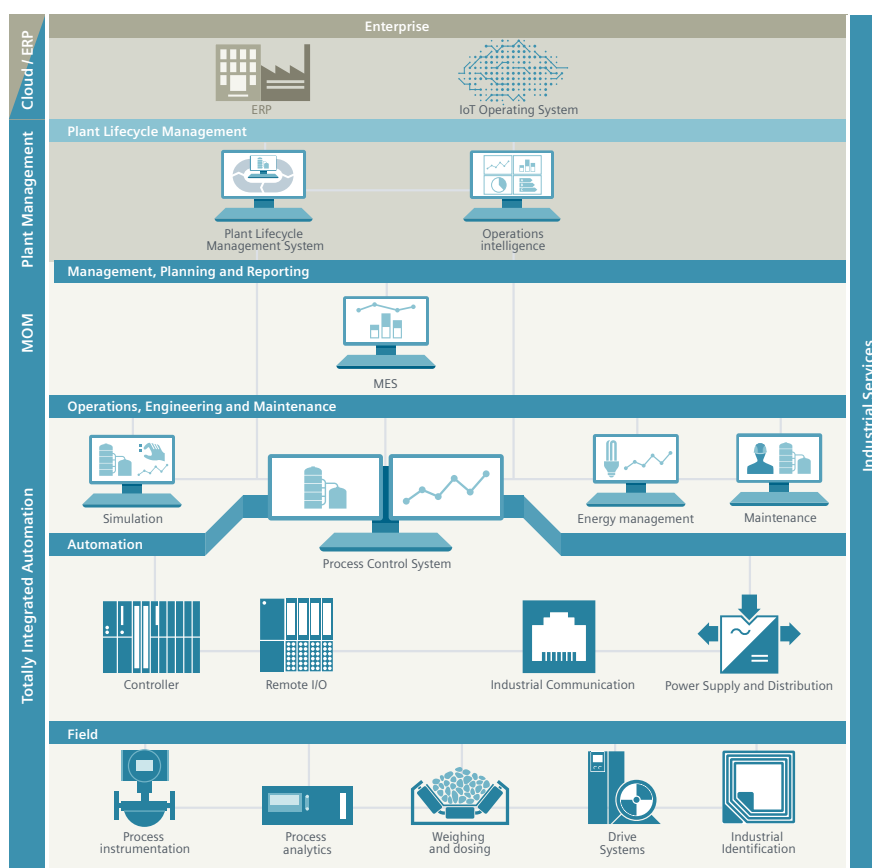 Enterprise
Cloud / ERP
ERP
IoT Operating System
Plant Lifecycle Management
Plant Management
Plant Lifecycle
Management System
Operations
intelligence
Management, Planning and Reporting
MOM
MES
Operations, Engineering and Maintenance
Industrial Services
Totally Integrated Automation
Simulation
Process Control System
Energy management
Maintenance
Automation
Controller
Remote I/O
Industrial Communication
Power Supply and Distribution
Field
Process
instrumentation
Process
analytics
Weighing
and dosing
Drive
Systems
Industrial
Identification